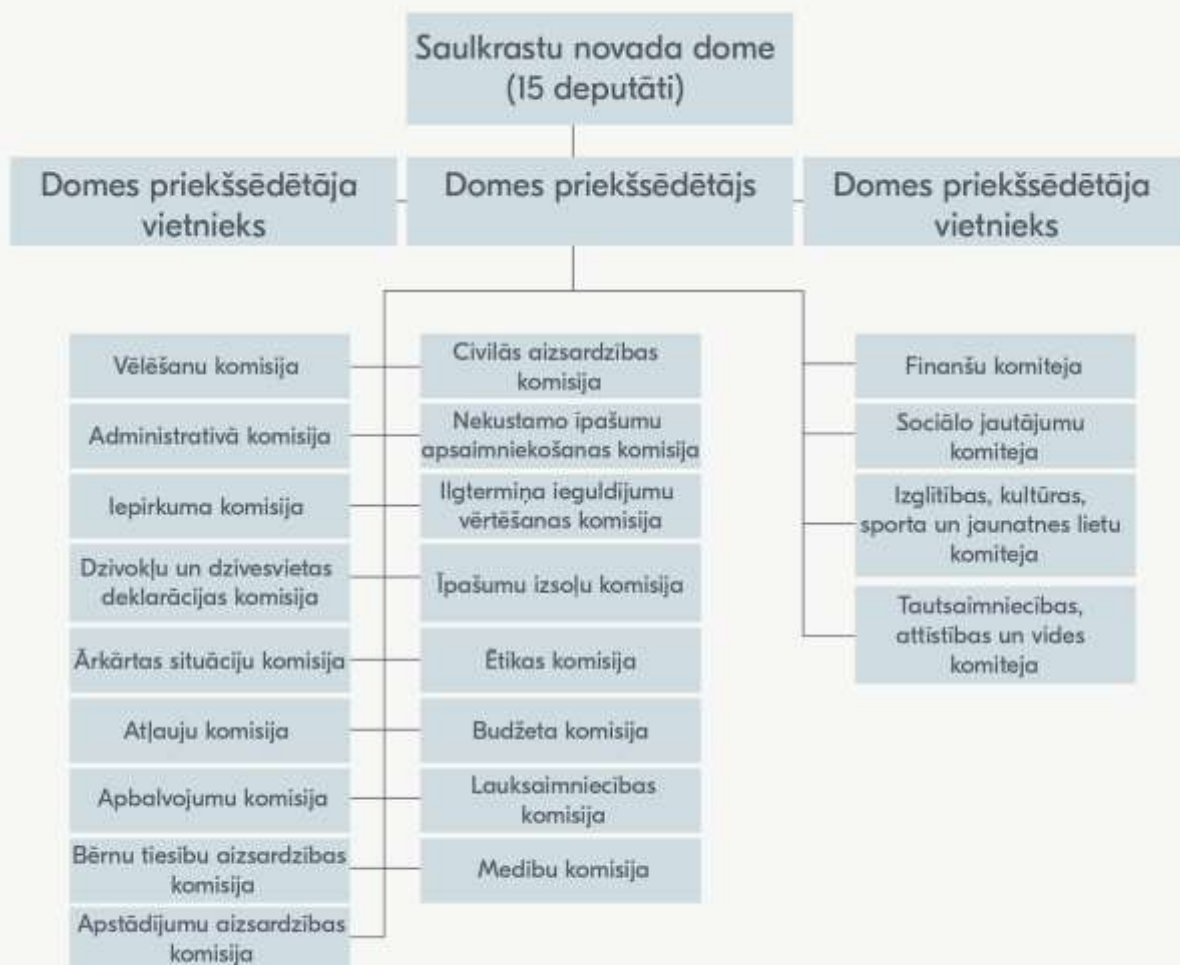 Saulkrastu novada dome
(15 deputāti)
Domes priekšsēdētāja
vietnieks
Domes priekšsēdētājs
Domes priekšsēdētāja
vietnieks
Vēlēšanu komisija
Administratīvā komisija
Iepirkuma komisija
Dzīvokļu un dzīvesvietas
deklarācijas komisija
Ārkārtas situāciju komisija
Atļauju komisija
Apbalvojumu komisija
Bērnu tiesību aizsardzības
komisija
Apstādījumu aizsardzības
komisija
Civilās aizsardzības
komisija
Nekustamo īpašumu
apsaimniekošanas komisija
Ilgtermiņa ieguldījumu
vērtēšanas komisija
Īpašumu izsoļu komisija
Ētikas komisija
Budžeta komisija
Lauksaimniecības
komisija
Medību komisija
Finanšu komiteja
Sociālo jautājumu
komiteja
Izglītības, kultūras,
sporta un jaunatnes lietu
komiteja
Tautsaimniecības,
attīstības un vides
komiteja